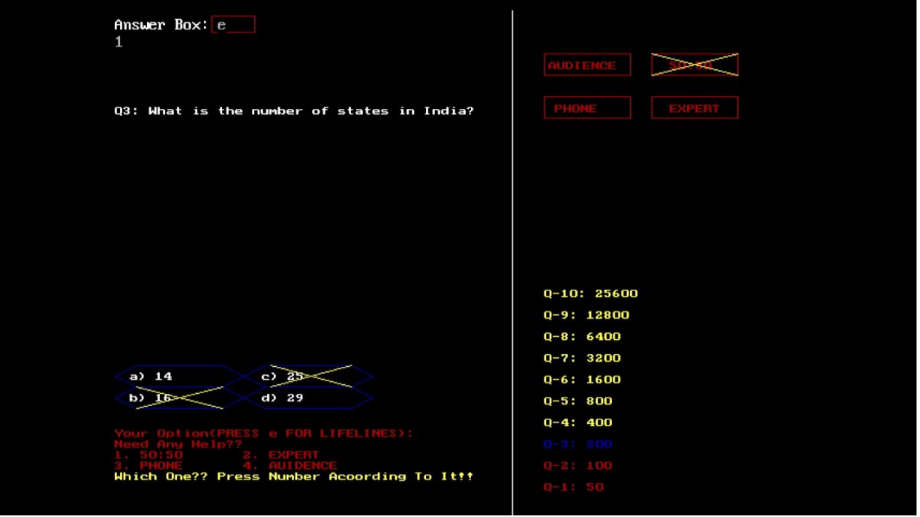 Answer Box: e
1
Q3: What is the number of states in India?
a) 14 c) 25
b) 16 d) 29
Your Option(PRESS e FOR LIFELINES):
Need Any Help??
1. 50:50 2. EXPERT
3. PHONE 4. AUIDENCE
Which One?? Press Number Acoording To It!!
AUDIENCE
PHONE EXPERT
Q-10: 25600
Q-9: 12800
Q-8: 6400
Q-7: 3200
Q-6: 1600
Q-5: 800
Q-4: 400
Q-3: 200
Q-2: 100
Q-1: 50